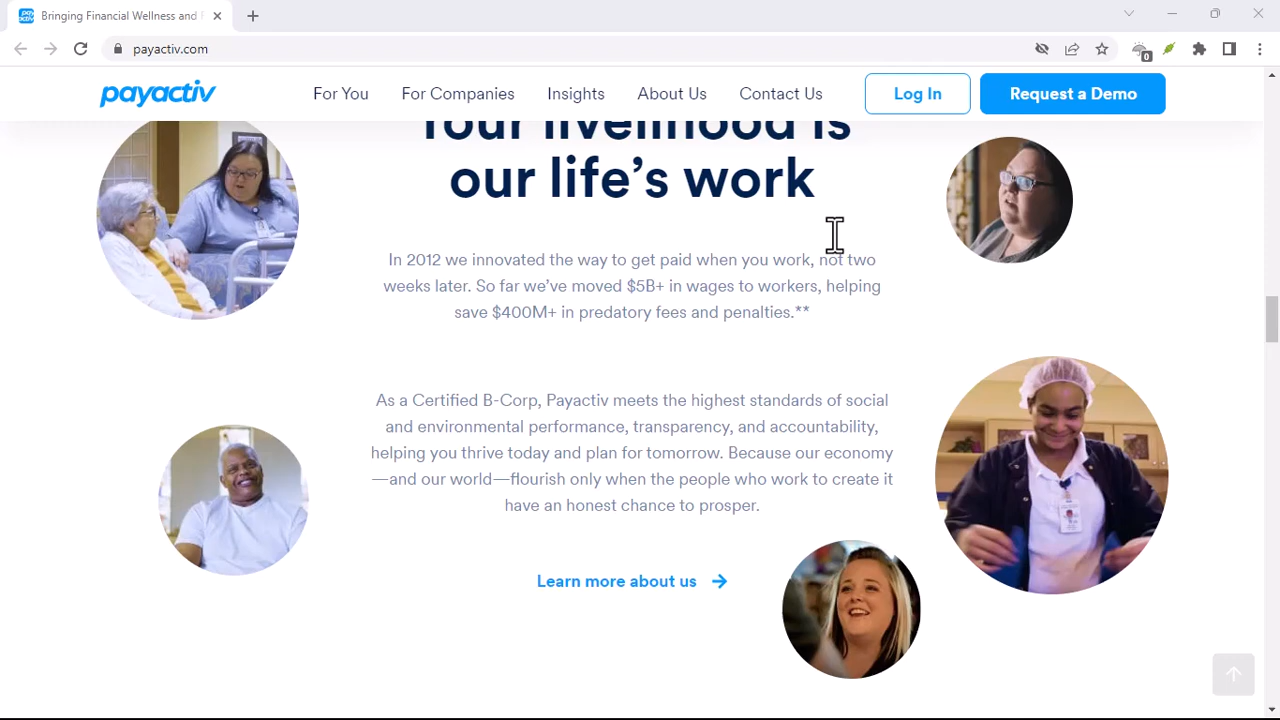 Bringing Financial Wellness and
payactiv.com
0
payactiv
For You
For Companies
Insights
About Us
Contact Us
Log In
Request a Demo
Your livelihood is
our life's work
In 2012 we innovated the way to get paid when you work, not two
weeks later. So far we've moved $5B+ in wages to workers, helping
save $400M+ in predatory fees and penalties.**
As a Certified B-Corp, Payactiv meets the highest standards of social
and environmental performance, transparency, and accountability,
helping you thrive today and plan for tomorrow. Because our economy
—and our world—flourish only when the people who work to create it
have an honest chance to prosper.
Learn more about us